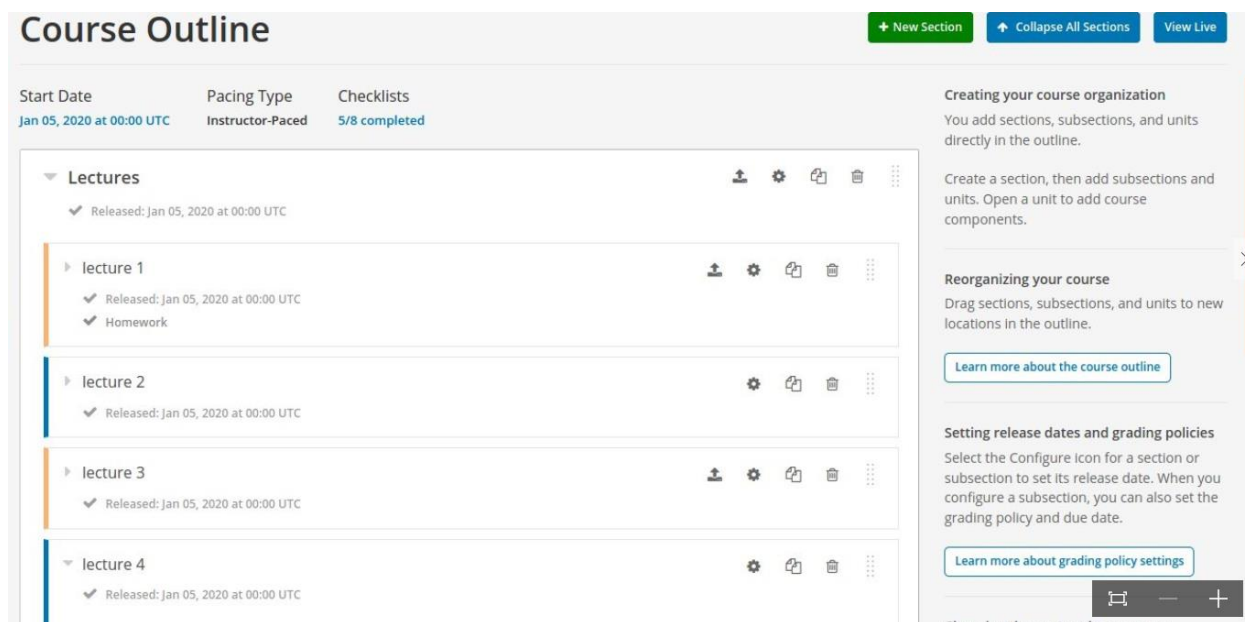 Course Outline
+ New Section
Collapse All Sections
View Live
Start Date
Pacing Type
Checklists
Jan 05, 2020 at 00:00 UTC
Instructor-Paced
5/8 completed
Lectures
Released: Jan 05, 2020 at 00:00 UTC
lecture 1
Released: Jan 05, 2020 at 00:00 UTC
Homework
lecture 2
Released: Jan 05, 2020 at 00:00 UTC
lecture 3
Released: Jan 05, 2020 at 00:00 UTC
lecture 4
Released: Jan 05, 2020 at 00:00 UTC
Creating your course organization
You add sections, subsections, and units
directly in the outline.
Create a section, then add subsections and
units. Open a unit to add course
components.
Reorganizing your course
Drag sections, subsections, and units to new
locations in the outline.
Learn more about the course outline
Setting release dates and grading policies
Select the Configure icon for a section or
subsection to set its release date. When you
configure a subsection, you can also set the
grading policy and due date.
Learn more about grading policy settings